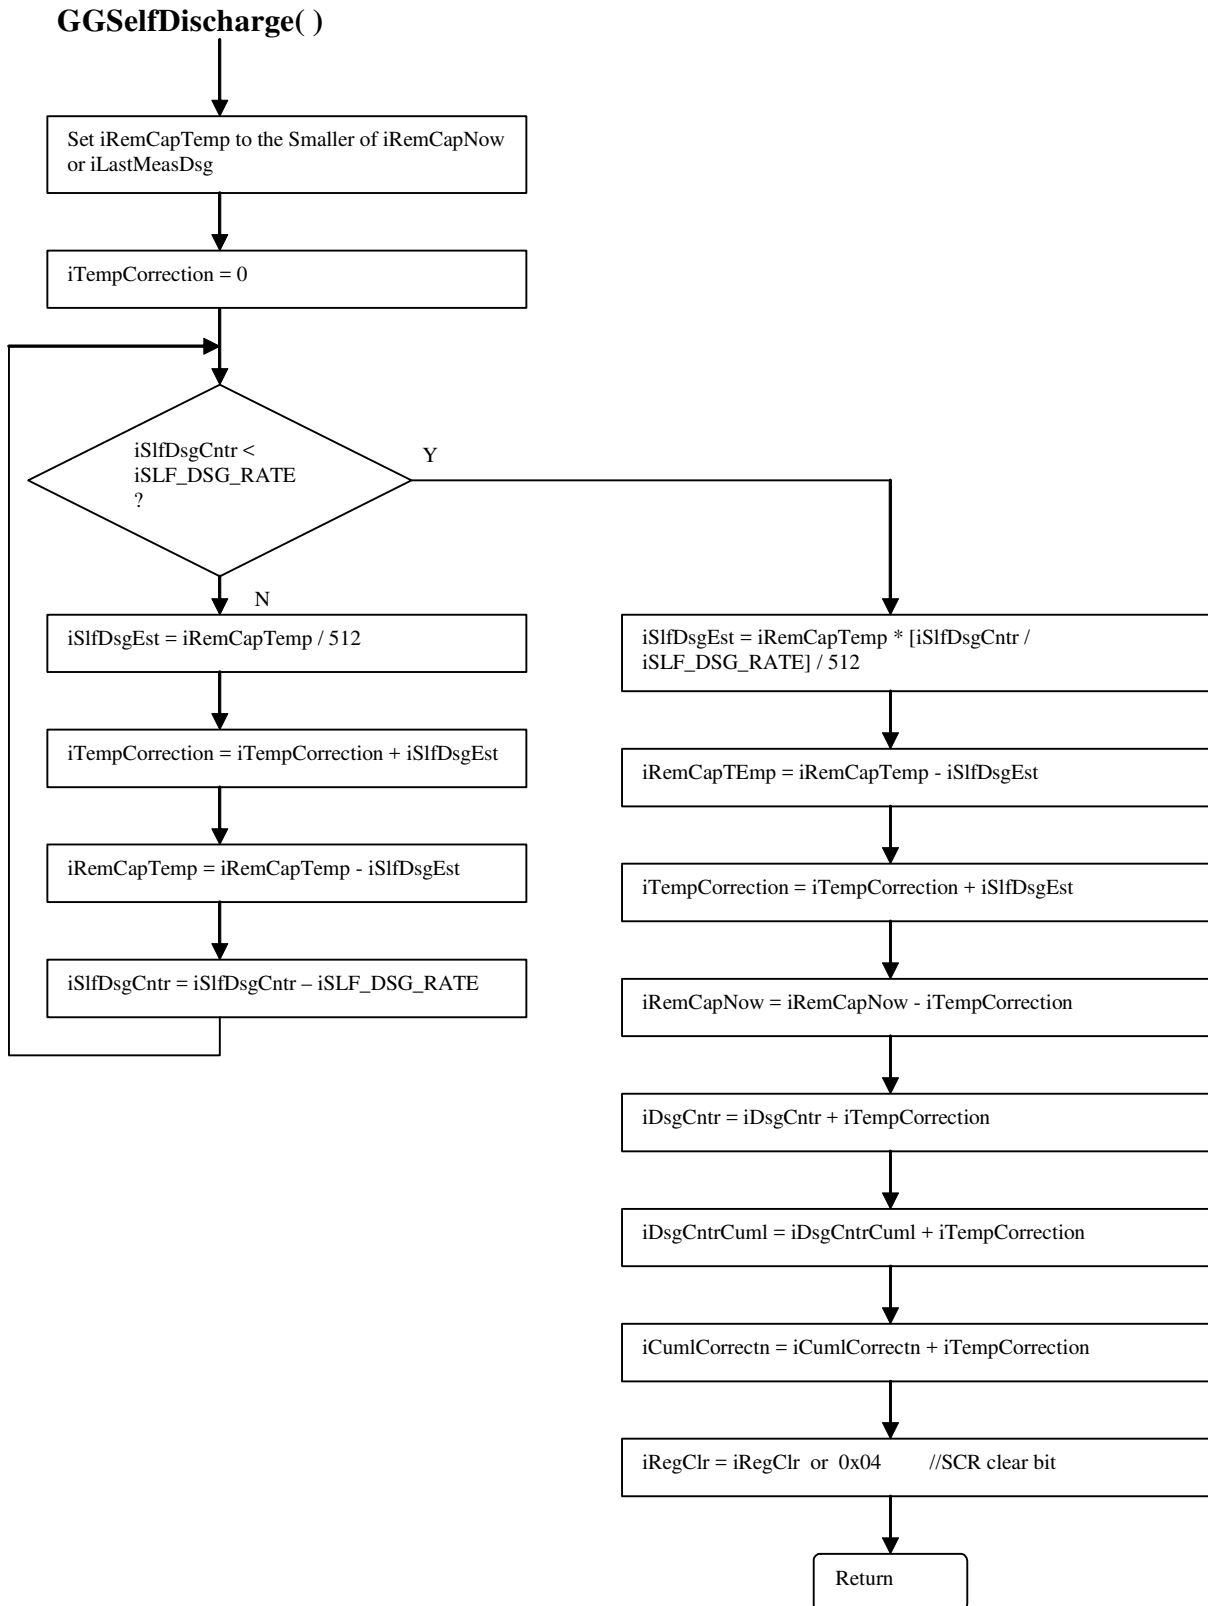 GGSelfDischarge( )
Set iRemCapTemp to the Smaller of iRemCapNow
or iLastMeasDsg
iTempCorrection = 0
iSlfDsgCntr <
iSLF_DSG_RATE
?
Y
N
iSlfDsgEst = iRemCapTemp / 512
iTempCorrection = iTempCorrection + iSlfDsgEst
iRemCapTemp = iRemCapTemp - iSlfDsgEst
iSlfDsgCntr = iSlfDsgCntr – iSLF_DSG_RATE
iSlfDsgEst = iRemCapTemp * [iSlfDsgCntr /
iSLF_DSG_RATE] / 512
iRemCapTEmp = iRemCapTemp - iSlfDsgEst
iTempCorrection = iTempCorrection + iSlfDsgEst
iRemCapNow = iRemCapNow - iTempCorrection
iDsgCntr = iDsgCntr + iTempCorrection
iDsgCntrCuml = iDsgCntrCuml + iTempCorrection
iCumlCorrectn = iCumlCorrectn + iTempCorrection
iRegClr = iRegClr or 0x04 //SCR clear bit
Return